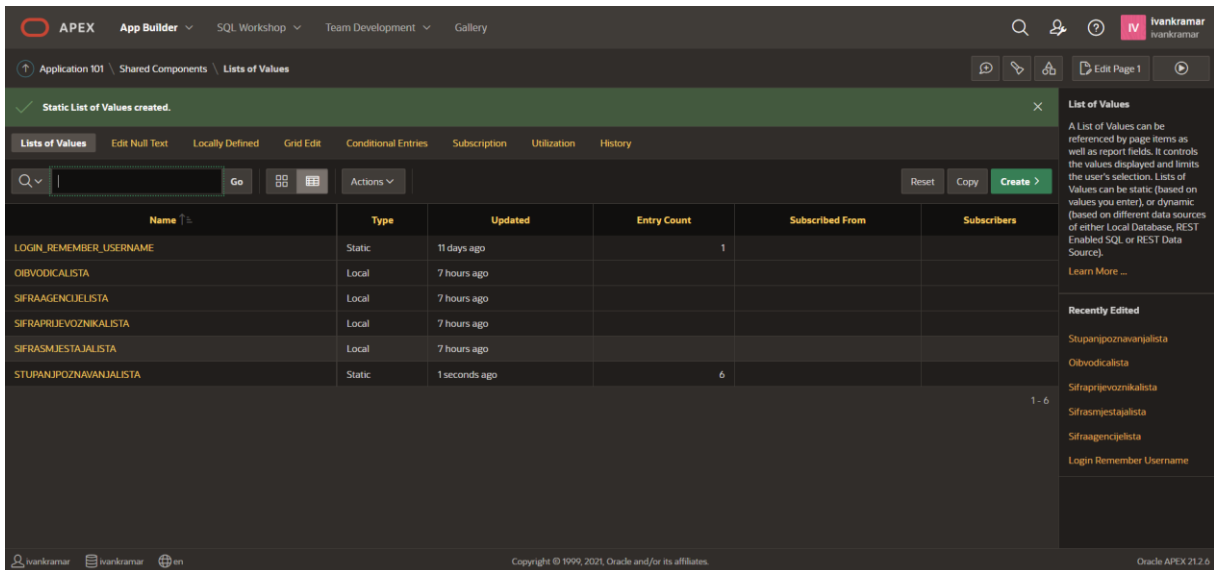 APEX App Builder SQL Workshop Team Development Gallery IV ivankramar ivankramar
Application 101 \ Shared Components \ Lists of Values Edit Page 1
Static List of Values created.
Lists of Values Edit Null Text Locally Defined Grid Edit Conditional Entries Subscription Utilization History
Go Actions Reset Copy Create >
Name Type Updated Entry Count Subscribed From Subscribers
LOGIN_REMEMBER_USERNAME Static 11 days ago 1
OIBVODICALISTA Local 7 hours ago
SIFRAAGENCIJELISTA Local 7 hours ago
SIFRAPRIJEVOZNIKALISTA Local 7 hours ago
SIFRASMJESTAJALISTA Local 7 hours ago
STUPANJPOZNAVANJALISTA Static 1 seconds ago 6
1 - 6
List of Values
A List of Values can be
referenced by page items as
well as report fields. It controls
the values displayed and limits
the user's selection. Lists of
Values can be static (based on
values you enter), or dynamic
(based on different data sources
of either Local Database, REST
Enabled SQL or REST Data
Source).
Learn More ...
Recently Edited
Stupanjpoznavanjalista
Oibvodicalista
Sifraprijevoznikalista
Sifrasmjestajalista
Sifraagencijelista
Login Remember Username
ivankramar ivankramar en Copyright © 1999, 2021, Oracle and/or its affiliates. Oracle APEX 21.2.6